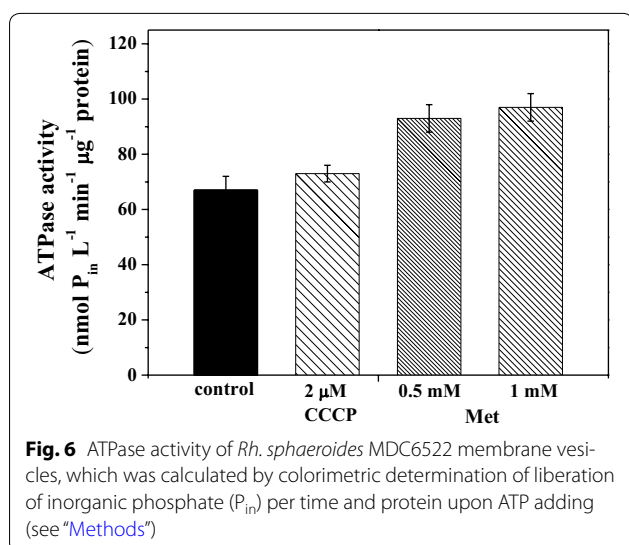 120
100
80
60
40
20
0
ATPase activity
(nmol P_in L⁻¹ min⁻¹ µg⁻¹ protein)
control 2 µM 0.5 mM 1 mM
CCCP Met
Fig. 6 ATPase activity of Rh. sphaeroides MDC6522 membrane vesi-
cles, which was calculated by colorimetric determination of liberation
of inorganic phosphate (P_in) per time and protein upon ATP adding
(see “Methods”)